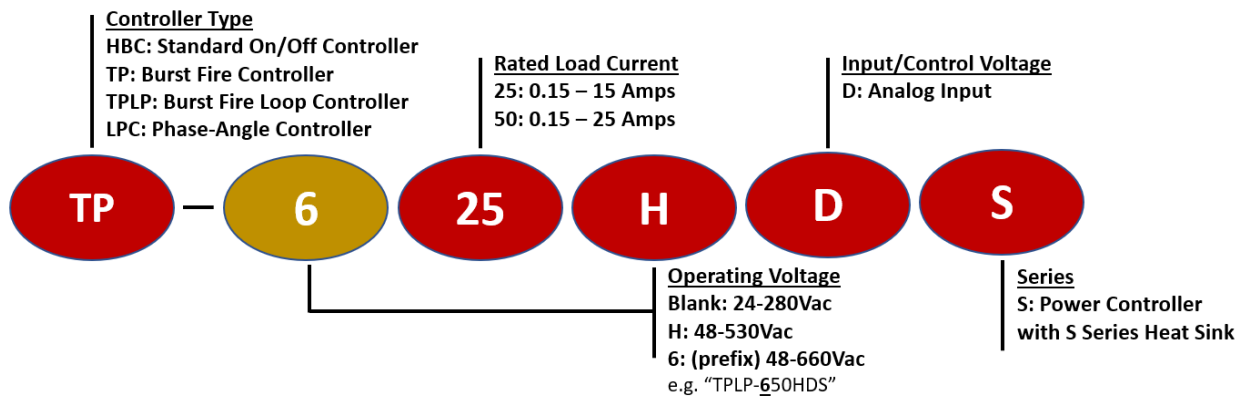 Controller Type
HBC: Standard On/Off Controller
TP: Burst Fire Controller
TPLP: Burst Fire Loop Controller
LPC: Phase-Angle Controller
Rated Load Current
25: 0.15 – 15 Amps
50: 0.15 – 25 Amps
Input/Control Voltage
D: Analog Input
TP – 6 25 H D S
Operating Voltage
Blank: 24-280Vac
H: 48-530Vac
6: (prefix) 48-660Vac
e.g. “TPLP-650HDS”
Series
S: Power Controller
with S Series Heat Sink